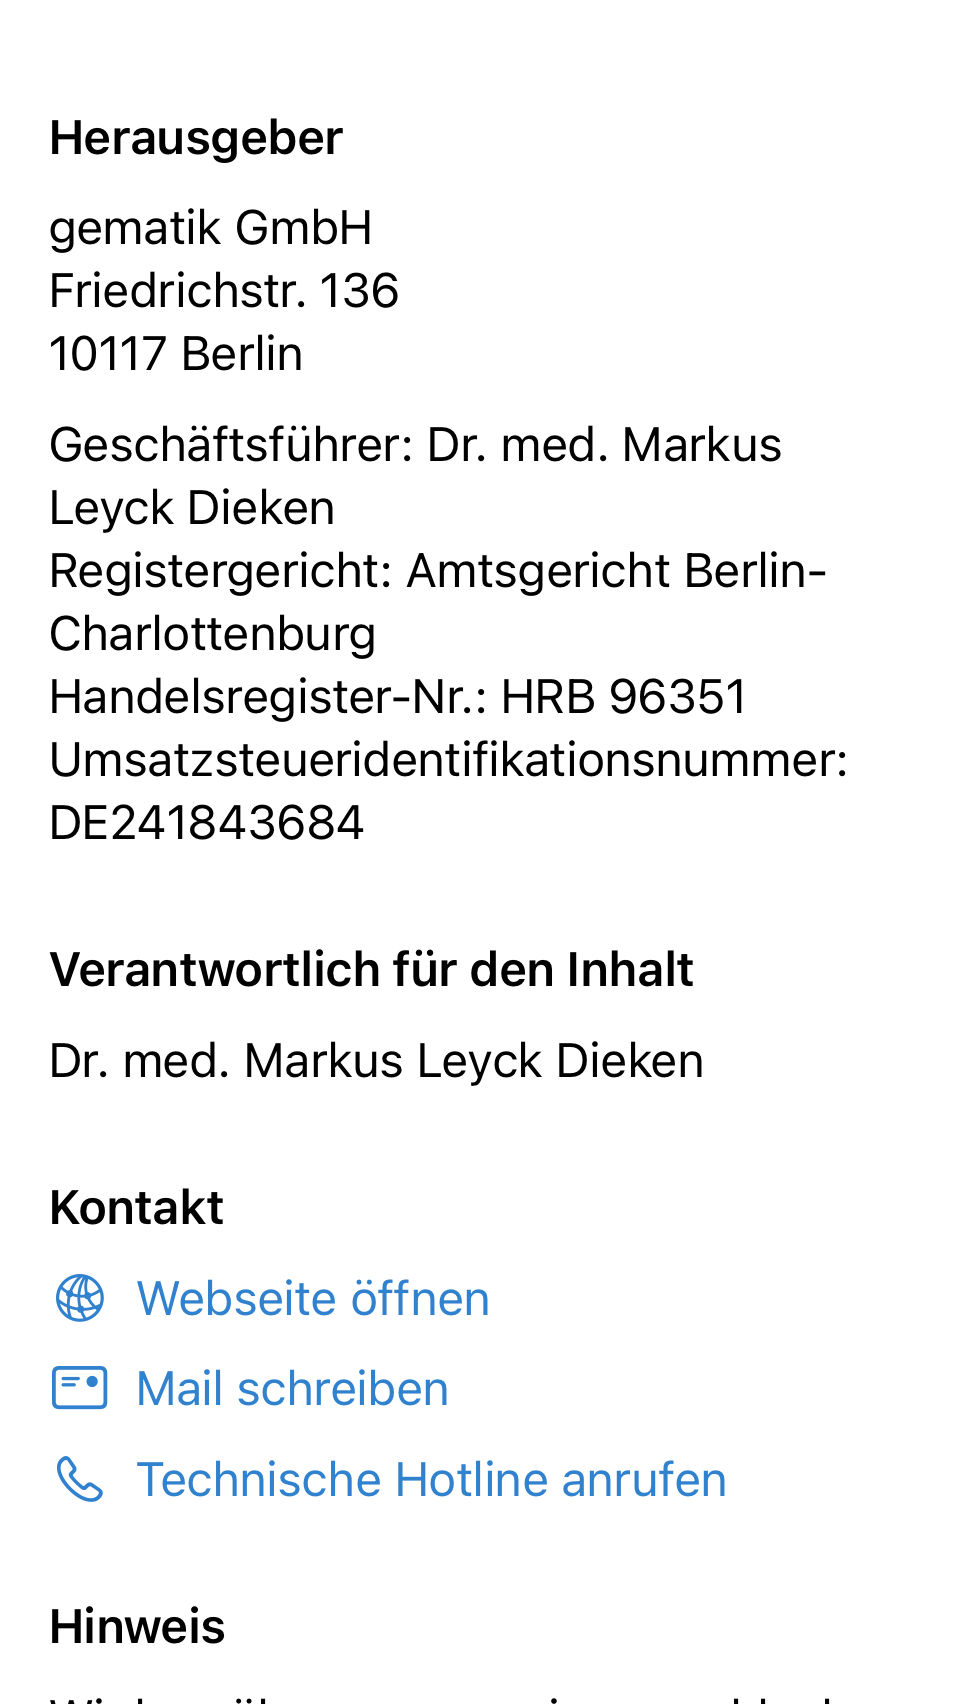 Herausgeber
gematik GmbH
Friedrichstr. 136
10117 Berlin
Geschäftsführer: Dr. med. Markus
Leyck Dieken
Registergericht: Amtsgericht Berlin-
Charlottenburg
Handelsregister-Nr.: HRB 96351
Umsatzsteueridentifikationsnummer:
DE241843684
Verantwortlich für den Inhalt
Dr. med. Markus Leyck Dieken
Kontakt
Webseite öffnen
Mail schreiben
Technische Hotline anrufen
Hinweis